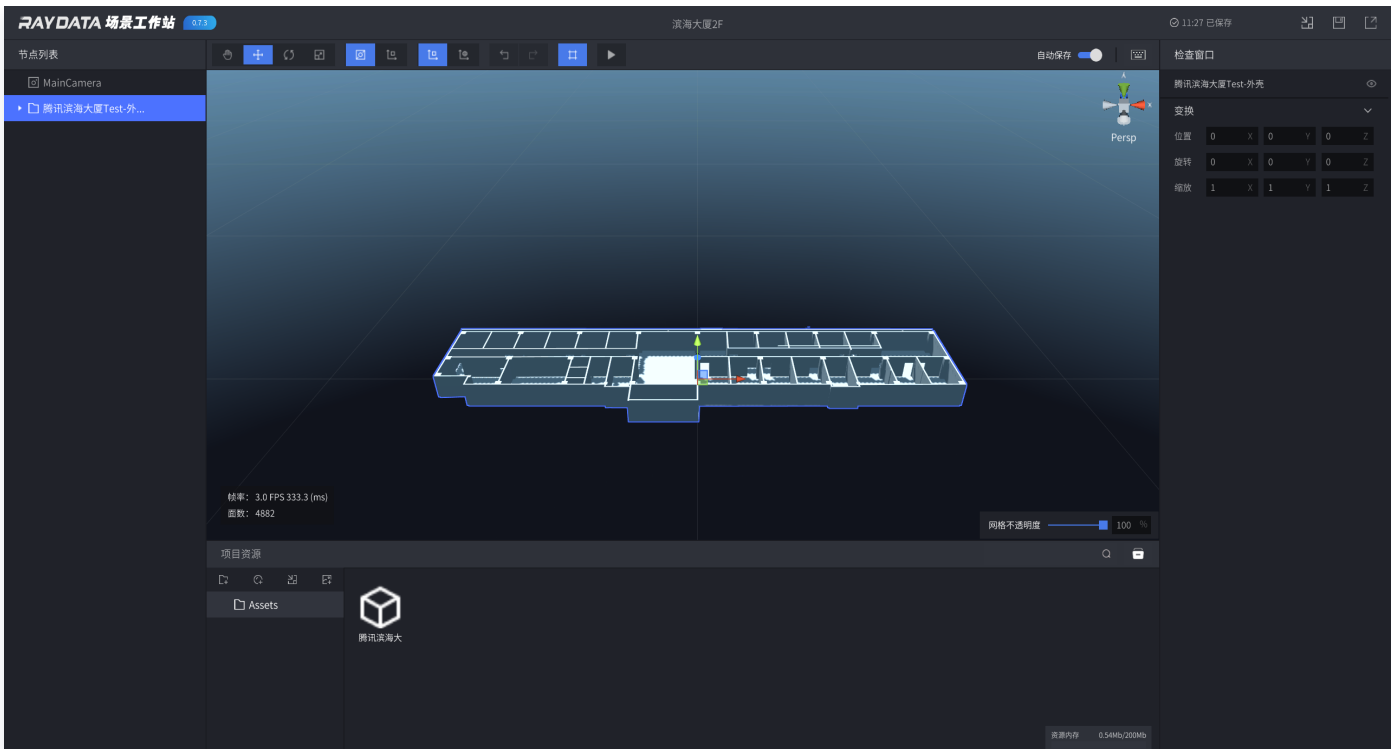 RAYDATA 场景工作站 0.7.3
滨海大厦2F
11:27 已保存
节点列表
自动保存
检查窗口
MainCamera
腾讯滨海大厦Test-外...
Persp
X
腾讯滨海大厦Test-外壳
变换
位置 0 X 0 Y 0 Z
旋转 0 X 0 Y 0 Z
缩放 1 X 1 Y 1 Z
帧率: 3.0 FPS 333.3 (ms)
面数: 4882
网格不透明度 100 %
项目资源
Assets
腾讯滨海大
资源内存 0.54Mb/200Mb